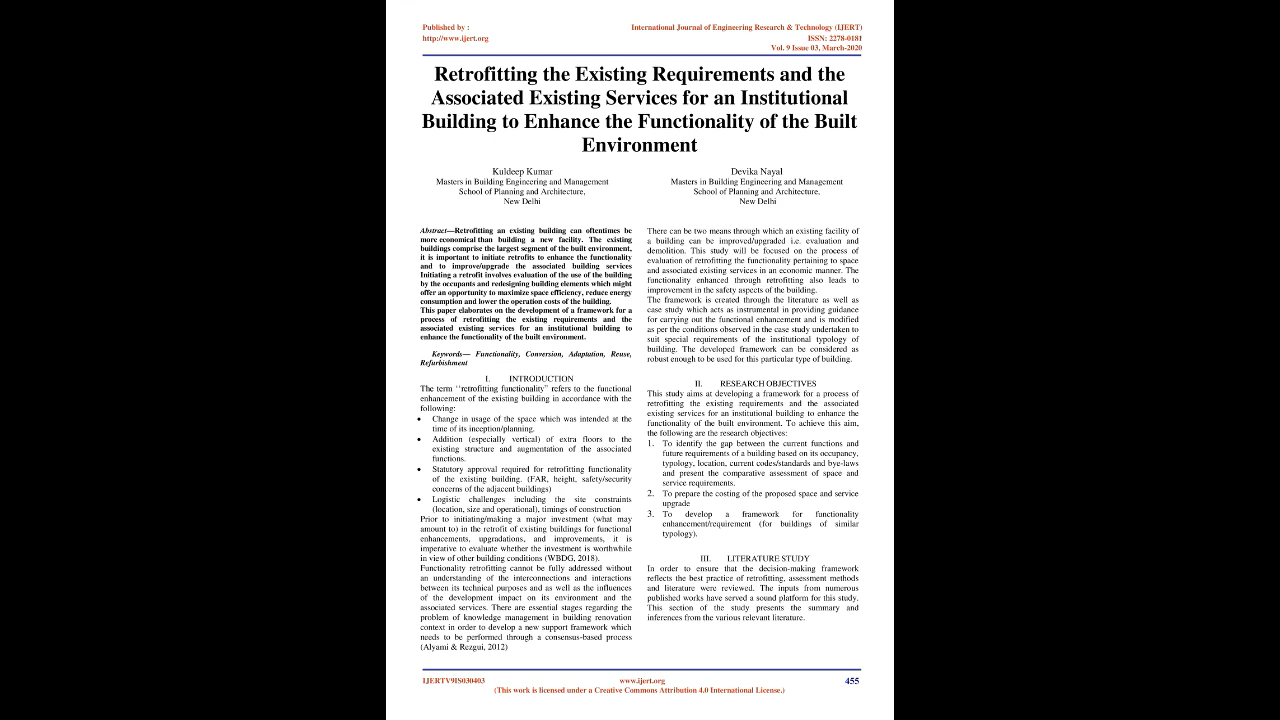 Published by :
http://www.ijert.org
International Journal of Engineering Research & Technology (IJERT)
ISSN: 2278-0181
Vol. 9 Issue 03, March-2020
Retrofitting the Existing Requirements and the
Associated Existing Services for an Institutional
Building to Enhance the Functionality of the Built
Environment
Kuldeep Kumar
Masters in Building Engineering and Management
School of Planning and Architecture,
New Delhi
Devika Nayal
Masters in Building Engineering and Management
School of Planning and Architecture,
New Delhi
Abstract—Retrofitting an existing building can oftentimes be
more economical than building a new facility. The existing
buildings comprise the largest segment of the built environment,
it is important to initiate retrofits to enhance the functionality
and to improve/upgrade the associated building services
Initiating a retrofit involves evaluation of the use of the building
by the occupants and redesigning building elements which might
offer an opportunity to maximize space efficiency, reduce energy
consumption and lower the operation costs of the building.
This paper elaborates on the development of a framework for a
process of retrofitting the existing requirements and the
associated existing services for an institutional building to
enhance the functionality of the built environment.
Keywords— Functionality, Conversion, Adaptation, Reuse,
Refurbishment
I. INTRODUCTION
The term ‘‘retrofitting functionality” refers to the functional
enhancement of the existing building in accordance with the
following:
• Change in usage of the space which was intended at the
time of its inception/planning.
• Addition (especially vertical) of extra floors to the
existing structure and augmentation of the associated
functions.
• Statutory approval required for retrofitting functionality
of the existing building. (FAR, height, safety/security
concerns of the adjacent buildings)
• Logistic challenges including the site constraints
(location, size and operational), timings of construction
Prior to initiating/making a major investment (what may
amount to) in the retrofit of existing buildings for functional
enhancements, upgradations, and improvements, it is
imperative to evaluate whether the investment is worthwhile
in view of other building conditions (WBDG, 2018).
Functionality retrofitting cannot be fully addressed without
an understanding of the interconnections and interactions
between its technical purposes and as well as the influences
of the development impact on its environment and the
associated services. There are essential stages regarding the
problem of knowledge management in building renovation
context in order to develop a new support framework which
needs to be performed through a consensus-based process
(Alyami & Rezgui, 2012)
There can be two means through which an existing facility of
a building can be improved/upgraded i.e. evaluation and
demolition. This study will be focused on the process of
evaluation of retrofitting the functionality pertaining to space
and associated existing services in an economic manner. The
functionality enhanced through retrofitting also leads to
improvement in the safety aspects of the building.
The framework is created through the literature as well as
case study which acts as instrumental in providing guidance
for carrying out the functional enhancement and is modified
as per the conditions observed in the case study undertaken to
suit special requirements of the institutional typology of
building. The developed framework can be considered as
robust enough to be used for this particular type of building.
II. RESEARCH OBJECTIVES
This study aims at developing a framework for a process of
retrofitting the existing requirements and the associated
existing services for an institutional building to enhance the
functionality of the built environment. To achieve this aim,
the following are the research objectives:
1. To identify the gap between the current functions and
future requirements of a building based on its occupancy,
typology, location, current codes/standards and bye-laws
and present the comparative assessment of space and
service requirements.
2. To prepare the costing of the proposed space and service
upgrade
3. To develop a framework for functionality
enhancement/requirement (for buildings of similar
typology).
III. LITERATURE STUDY
In order to ensure that the decision-making framework
reflects the best practice of retrofitting, assessment methods
and literature were reviewed. The inputs from numerous
published works have served a sound platform for this study.
This section of the study presents the summary and
inferences from the various relevant literature.
IJERTV9IS030403
www.ijert.org
455
(This work is licensed under a Creative Commons Attribution 4.0 International License.)